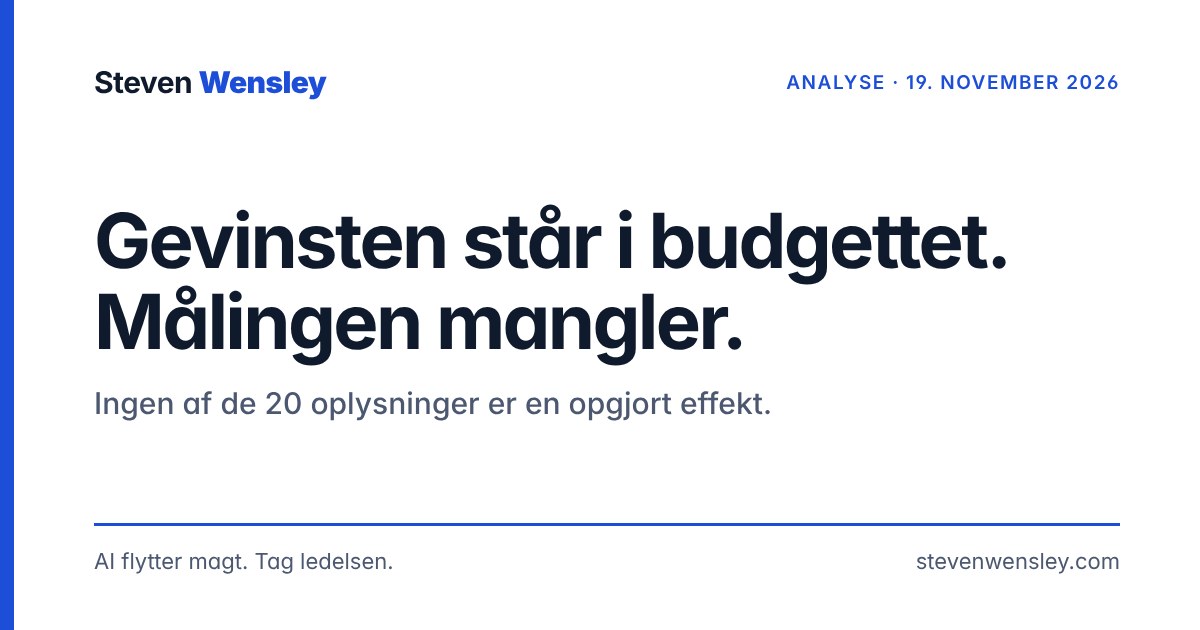 Steven Wensley
ANALYSE · 19. NOVEMBER 2026
Gevinsten står i budgettet.
Målingen mangler.
Ingen af de 20 oplysninger er en opgjort effekt.
AI flytter magt. Tag ledelsen.
stevenwensley.com